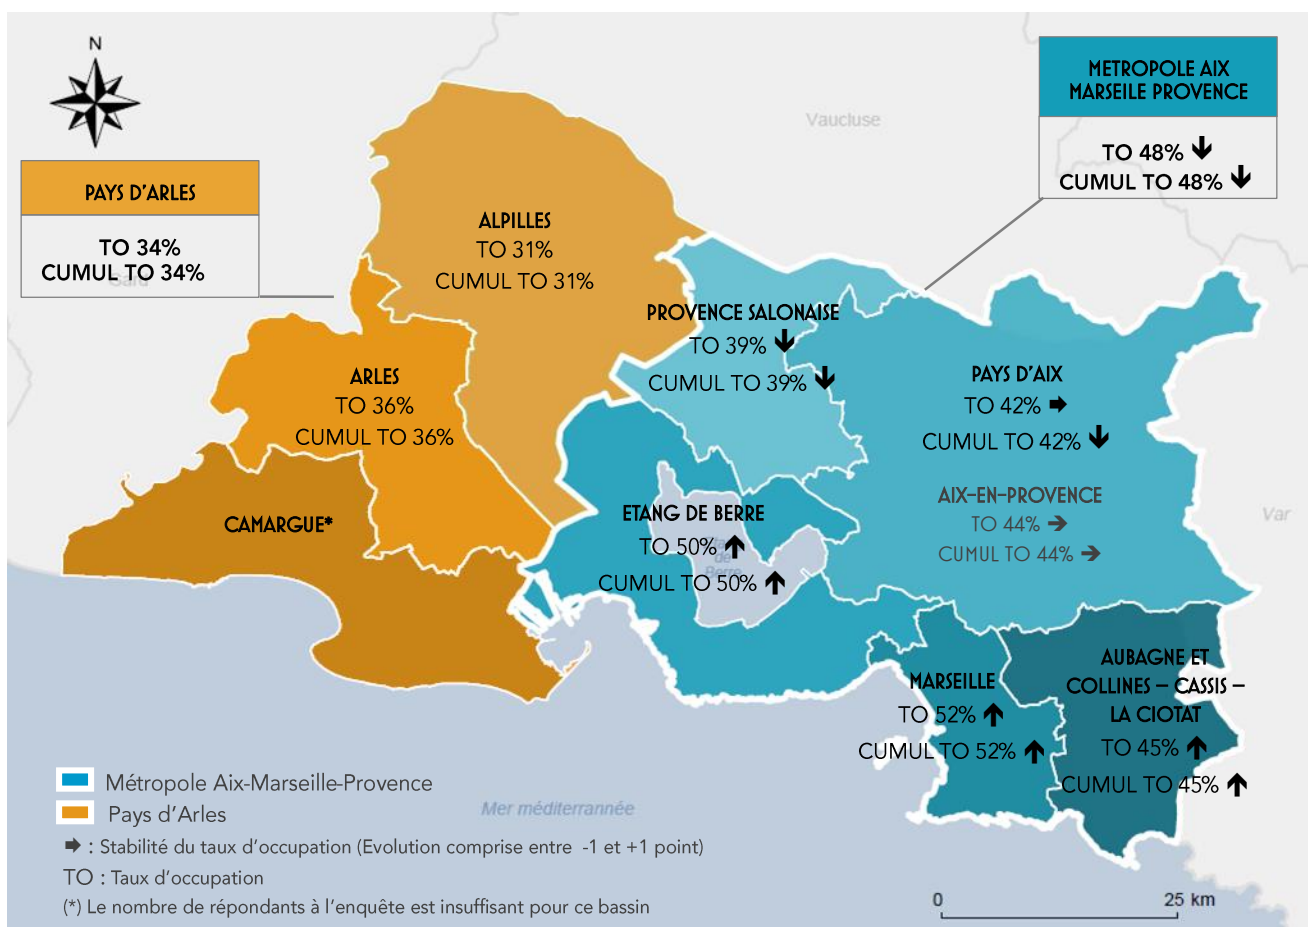 N
METROPOLE AIX
MARSEILE PROVENCE
TO 48%
CUMUL TO 48%
Vaucluse
PAYS D'ARLES
TO 34%
CUMUL TO 34%
Gard
ALPILLES
TO 31%
CUMUL TO 31%
PROVENCE SALONAISE
TO 39%
CUMUL TO 39%
ARLES
TO 36%
CUMUL TO 36%
PAYS D'AIX
TO 42%
CUMUL TO 42%
AIX-EN-PROVENCE
TO 44%
CUMUL TO 44%
Var
CAMARGUE*
ETANG DE BERRE
TO 50%
CUMUL TO 50%
de
Berre
MARSEILLE
TO 52%
CUMUL TO 52%
AUBAGNE ET
COLLINES – CASSIS –
LA CIOTAT
TO 45%
CUMUL TO 45%
Mer méditerrannée
Métropole Aix-Marseille-Provence
Pays d'Arles
: Stabilité du taux d'occupation (Evolution comprise entre -1 et +1 point)
TO : Taux d'occupation
(*) Le nombre de répondants à l'enquête est insuffisant pour ce bassin
0 25 km